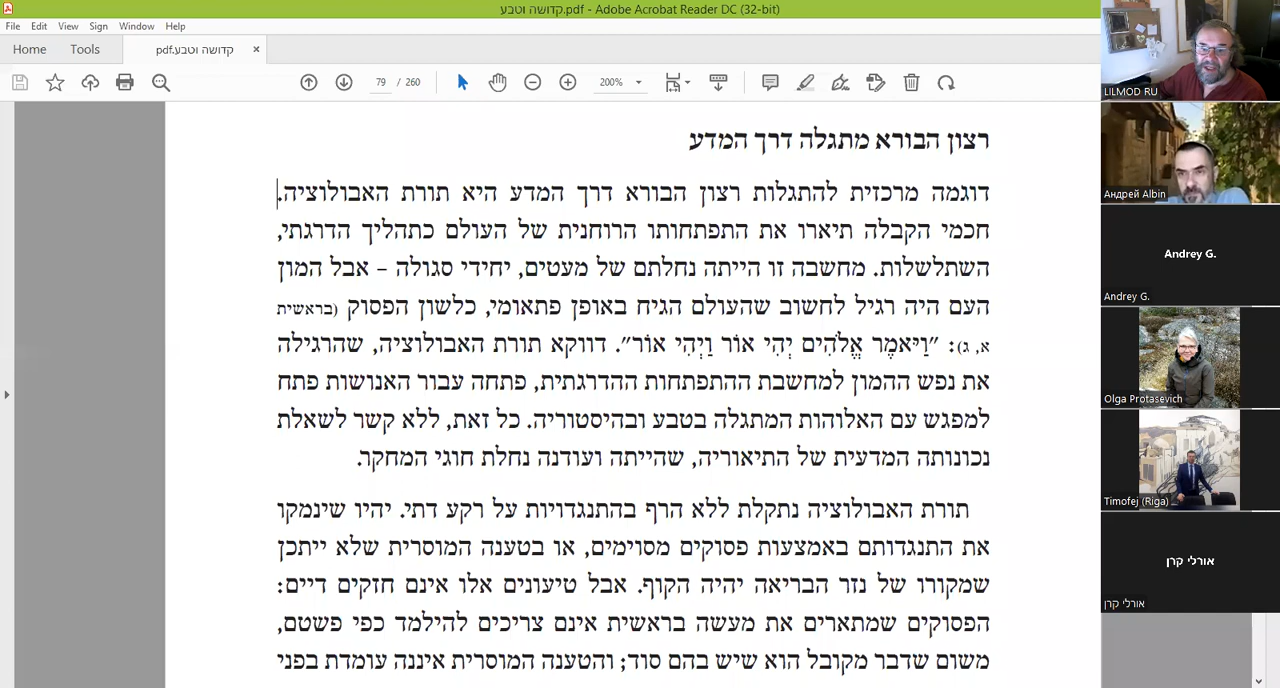 קדושה וטבע.pdf - Adobe Acrobat Reader DC (32-bit)
File Edit View Sign Window Help
Home Tools קדושה וטבע.pdf ×
79 / 260 200%
רצון הבורא מתגלה דרך המדע
דוגמה מרכזית להתגלות רצון הבורא דרך המדע היא תורת האבולוציה.
חכמי הקבלה תיארו את התפתחותו הרוחנית של העולם כתהליך הדרגתי,
השתלשלות. מחשבה זו הייתה נחלתם של מעטים, יחידי סגולה – אבל המון
העם היה רגיל לחשוב שהעולם הגיח באופן פתאומי, כלשון הפסוק (בראשית
א, ג): "וַיֹּאמֶר אֱלֹהִים יְהִי אוֹר וַיְהִי אוֹר". דווקא תורת האבולוציה, שהרגילה
את נפש ההמון למחשבת ההתפתחות ההדרגתית, פתחה עבור האנושות פתח
למפגש עם האלוהות המתגלה בטבע ובהיסטוריה. כל זאת, ללא קשר לשאלת
נכונותה המדעית של התיאוריה, שהייתה ועודנה נחלת חוגי המחקר.
תורת האבולוציה נתקלת ללא הרף בהתנגדויות על רקע דתי. יהיו שינמקו
את התנגדותם באמצעות פסוקים מסוימים, או בטענה המוסרית שלא ייתכן
שמקורו של נזר הבריאה יהיה הקוף. אבל טיעונים אלו אינם חזקים דיים:
הפסוקים שמתארים את מעשה בראשית אינם צריכים להילמד כפי פשטם,
משום שדבר מקובל הוא שיש בהם סוד; והטענה המוסרית איננה עומדת בפני
LILMOD RU
Андрей Albin
Andrey G.
Andrey G.
Olga Protasevich
Timofej (Riga)
אורלי קרן
אורלי קרן